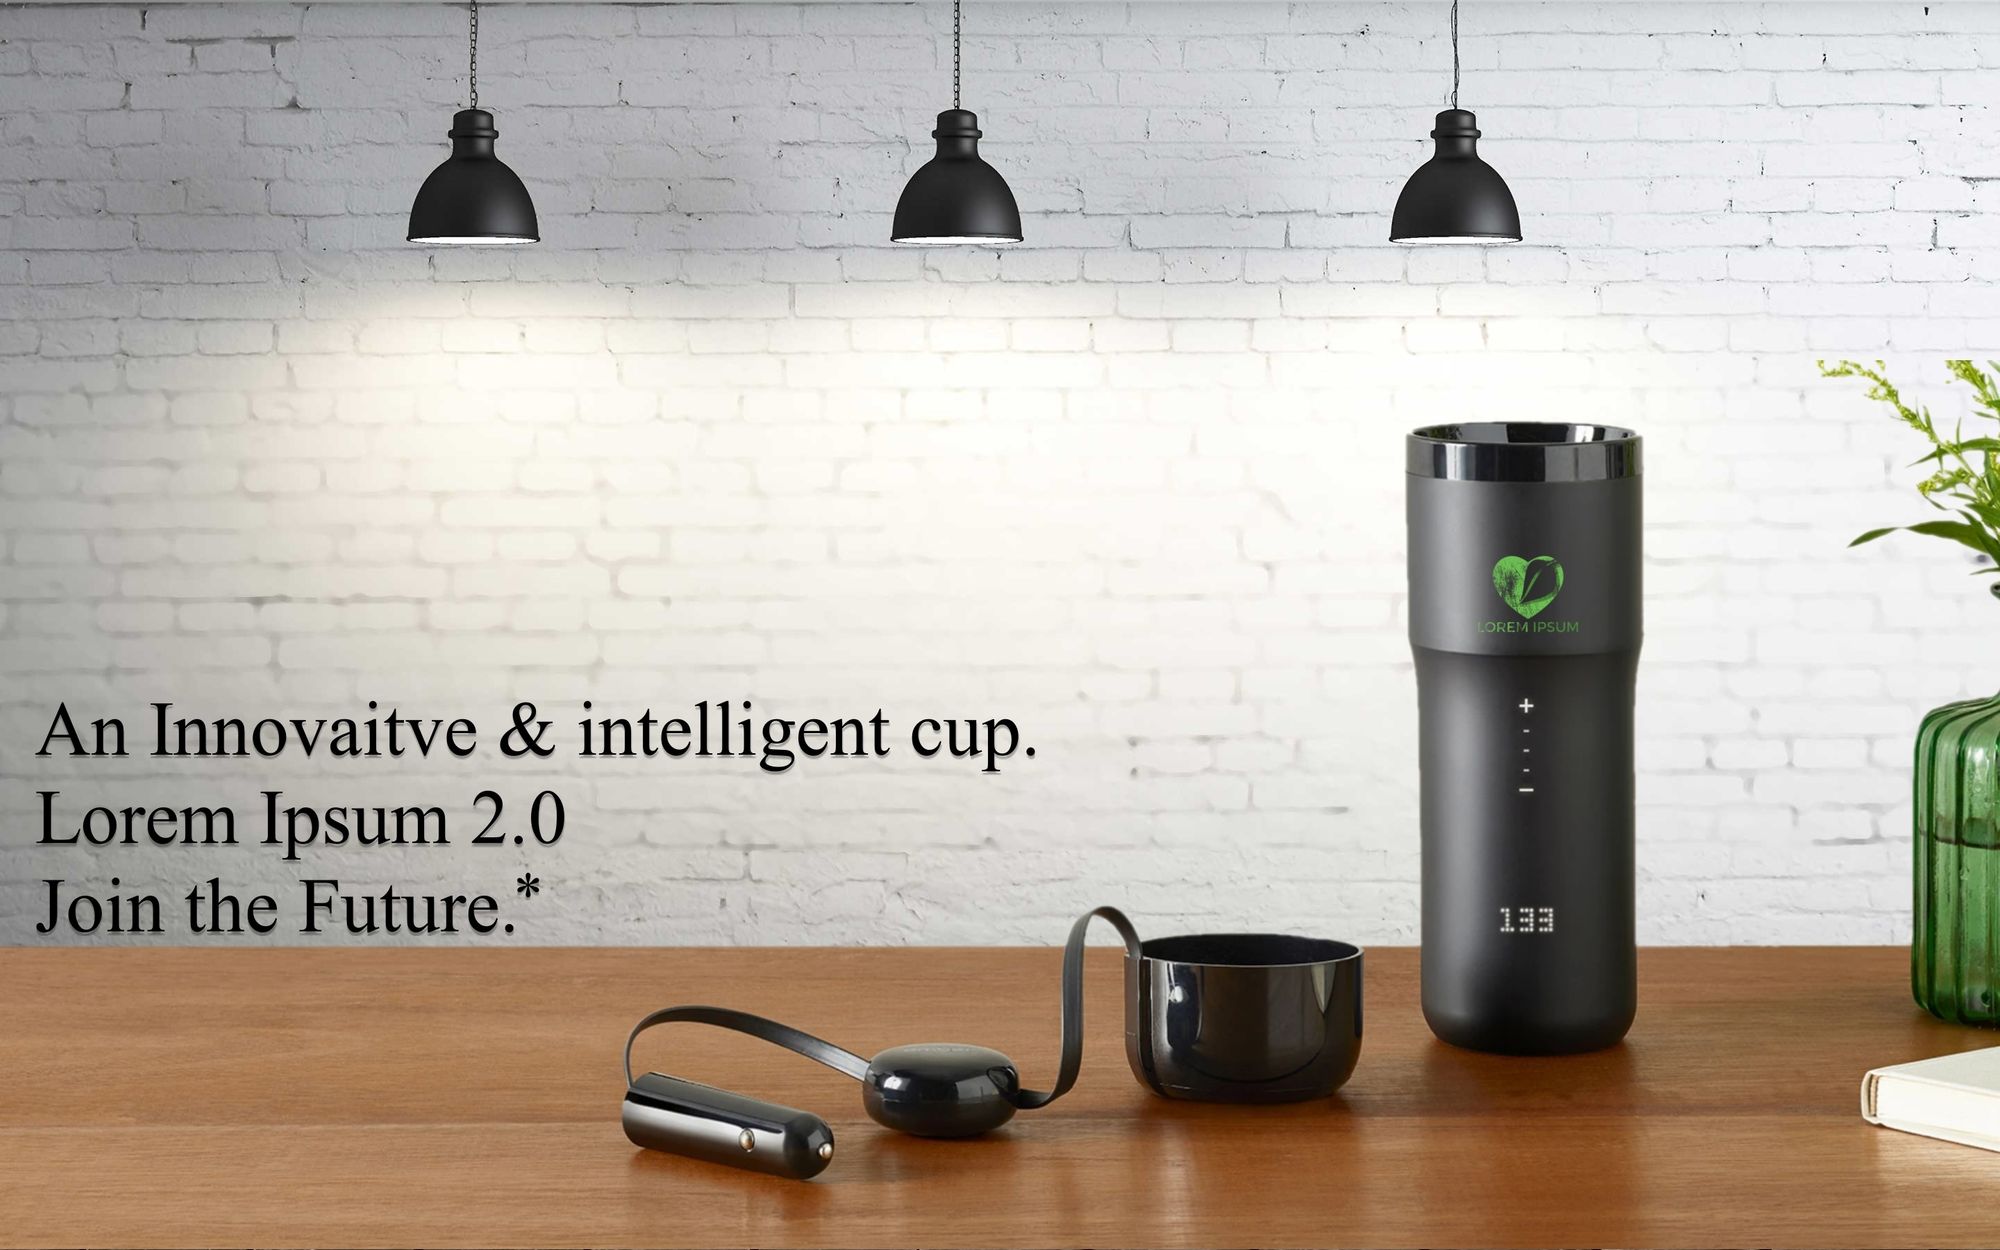 LOREM IPSUM
+
133
An Innovaitve & intelligent cup.
Lorem Ipsum 2.0
Join the Future.*